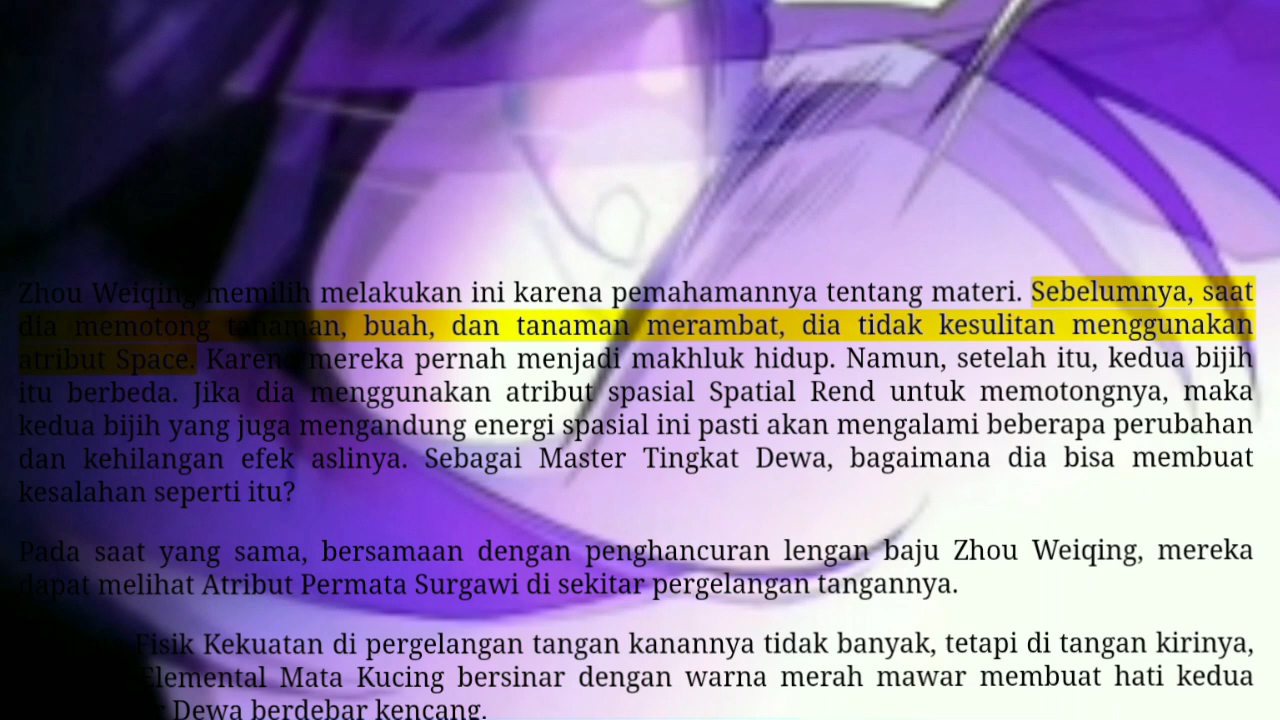 Zhou Weiqing memilih melakukan ini karena pemahamannya tentang materi. Sebelumnya, saat
dia memotong tanaman, buah, dan tanaman merambat, dia tidak kesulitan menggunakan
atribut Space. Karena mereka pernah menjadi makhluk hidup. Namun, setelah itu, kedua bijih
itu berbeda. Jika dia menggunakan atribut spasial Spatial Rend untuk memotongnya, maka
kedua bijih yang juga mengandung energi spasial ini pasti akan mengalami beberapa perubahan
dan kehilangan efek aslinya. Sebagai Master Tingkat Dewa, bagaimana dia bisa membuat
kesalahan seperti itu?
Pada saat yang sama, bersamaan dengan penghancuran lengan baju Zhou Weiqing, mereka
dapat melihat Atribut Permata Surgawi di sekitar pergelangan tangannya.
Fisik Kekuatan di pergelangan tangan kanannya tidak banyak, tetapi di tangan kirinya,
Elemental Mata Kucing bersinar dengan warna merah mawar membuat hati kedua
Dewa berdebar kencang.